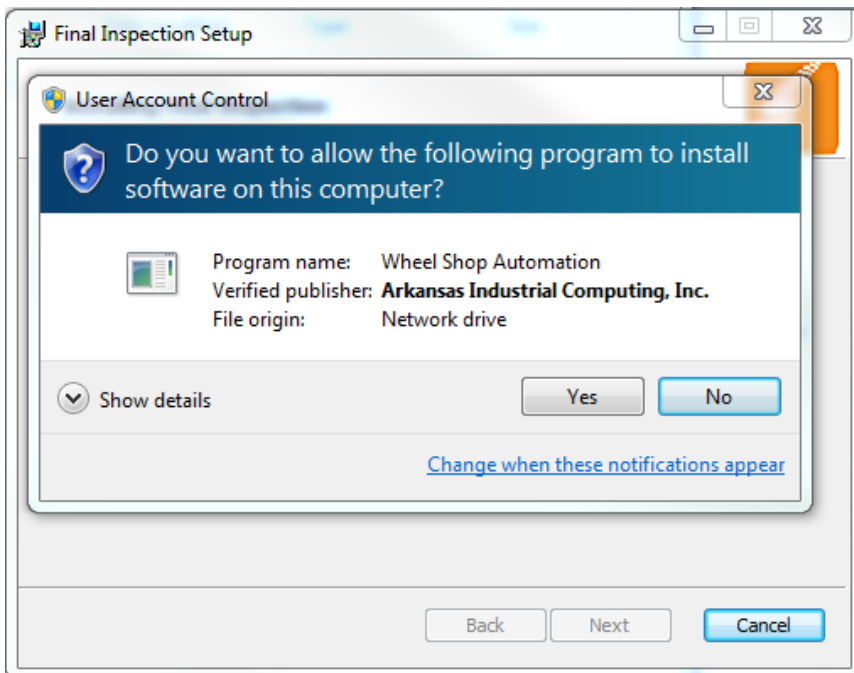 Final Inspection Setup
User Account Control
Do you want to allow the following program to install
software on this computer?
Program name: Wheel Shop Automation
Verified publisher: Arkansas Industrial Computing, Inc.
File origin: Network drive
Show details
Yes
No
Change when these notifications appear
Back
Next
Cancel